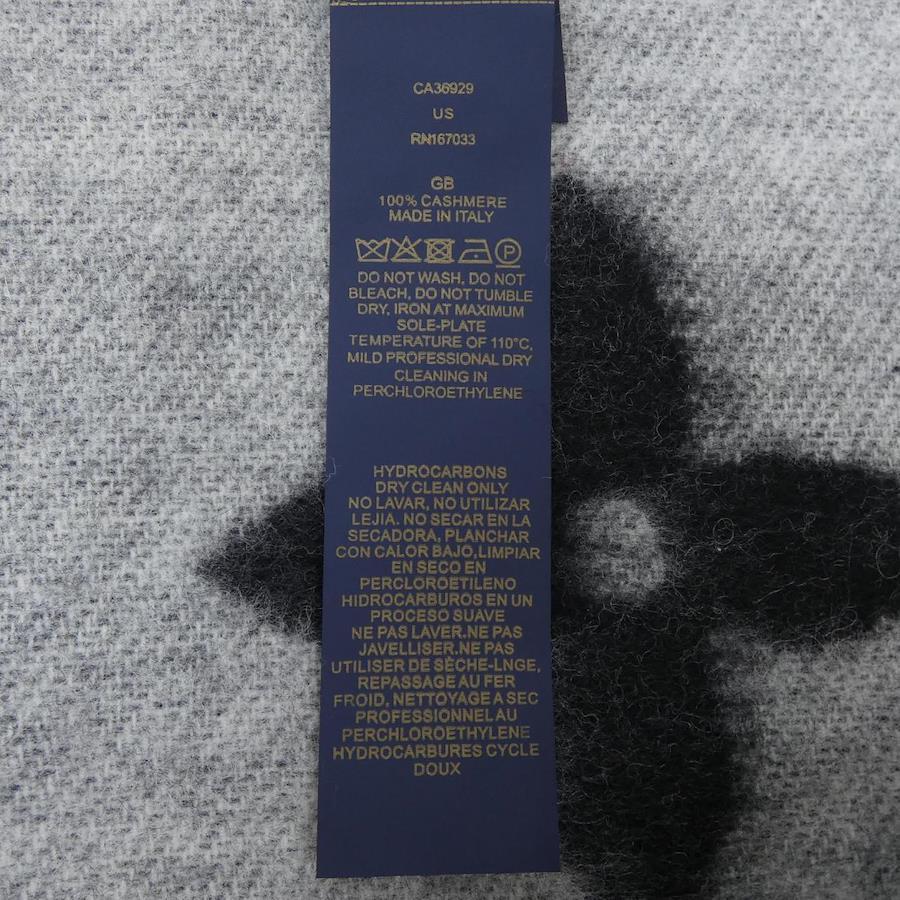 CA36929
US
RN167033
GB
100% CASHMERE
MADE IN ITALY
P
DO NOT WASH, DO NOT
BLEACH, DO NOT TUMBLE
DRY, IRON AT MAXIMUM
SOLE-PLATE
TEMPERATURE OF 110°C,
MILD PROFESSIONAL DRY
CLEANING IN
PERCHLOROETHYLENE
HYDROCARBONS
DRY CLEAN ONLY
NO LAVAR, NO UTILIZAR
LEJIA. NO SECAR EN LA
SECADORA, PLANCHAR
CON CALOR BAJO,LIMPIAR
EN SECO EN
PERCLOROETILENO
HIDROCARBUROS EN UN
PROCESO SUAVE
NE PAS LAVER.NE PAS
JAVELLISER.NE PAS
UTILISER DE SÈCHE-LNGE,
REPASSAGE AU FER
FROID, NETTOYAGE A SEC
PROFESSIONNEL AU
PERCHLOROETHYLENE
HYDROCARBURES CYCLE
DOUX